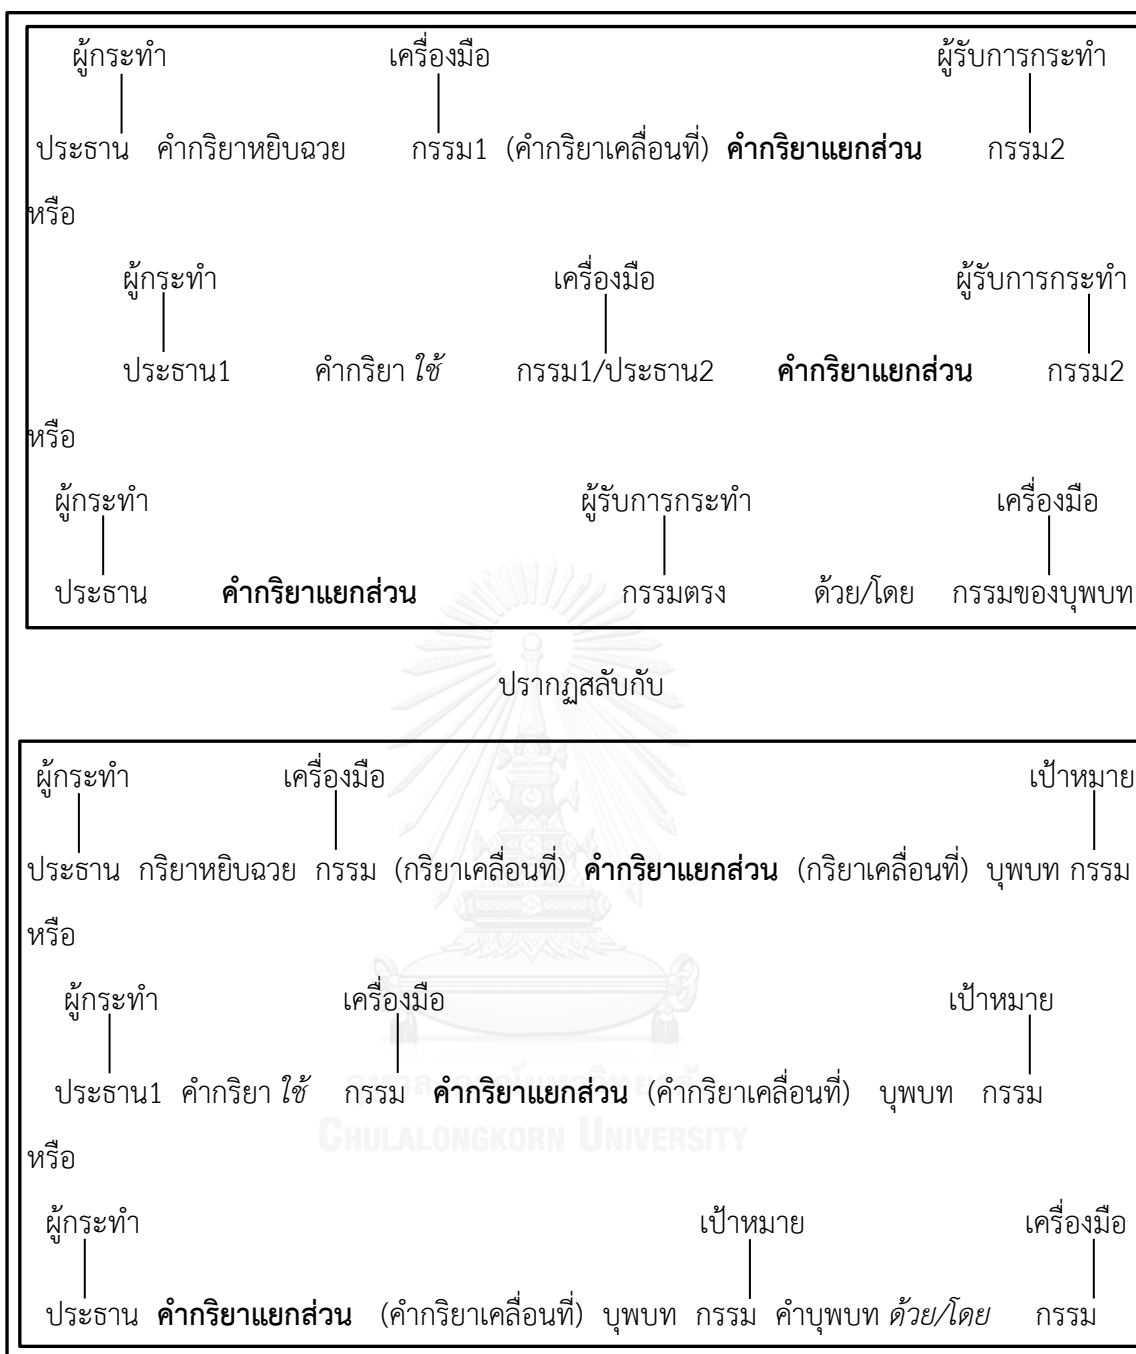 ผู้กระทำ เครื่องมือ ผู้รับการกระทำ
ประธาน คำกริยาหยิบฉวย กรรม1 (คำกริยาเคลื่อนที่) คำกริยาแยกส่วน กรรม2
หรือ
ผู้กระทำ เครื่องมือ ผู้รับการกระทำ
ประธาน1 คำกริยา ใช้ กรรม1/ประธาน2 คำกริยาแยกส่วน กรรม2
หรือ
ผู้กระทำ ผู้รับการกระทำ เครื่องมือ
ประธาน คำกริยาแยกส่วน กรรมตรง ด้วย/โดย กรรมของบุพบท
ปรากฏสลับกับ
ผู้กระทำ เครื่องมือ เป้าหมาย
ประธาน กริยาหยิบฉวย กรรม (กริยาเคลื่อนที่) คำกริยาแยกส่วน (กริยาเคลื่อนที่) บุพบท กรรม
หรือ
ผู้กระทำ เครื่องมือ เป้าหมาย
ประธาน1 คำกริยา ใช้ กรรม คำกริยาแยกส่วน (คำกริยาเคลื่อนที่) บุพบท กรรม
CHULALONGKORN UNIVERSITY
หรือ
ผู้กระทำ เป้าหมาย เครื่องมือ
ประธาน คำกริยาแยกส่วน (คำกริยาเคลื่อนที่) บุพบท กรรม คำบุพบท ด้วย/โดย กรรม